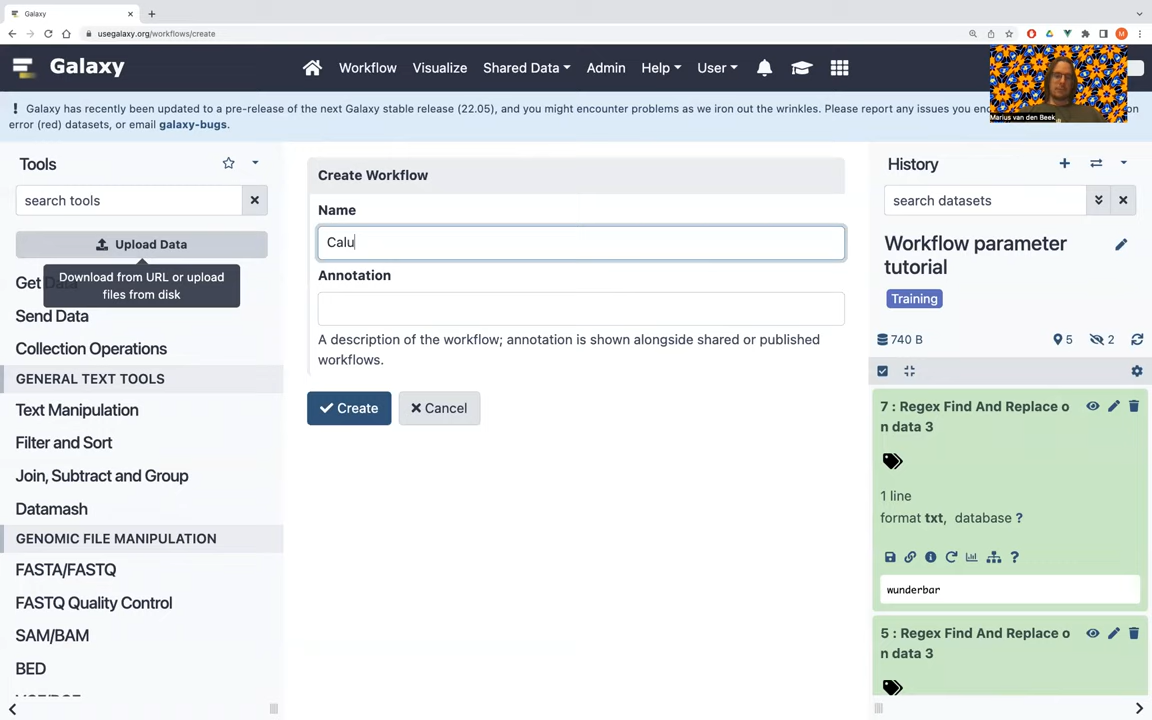 Galaxy
usegalaxy.org/workflows/create
M
Galaxy
Workflow
Visualize
Shared Data
Admin
Help
User
Marius van den Beek
! Galaxy has recently been updated to a pre-release of the next Galaxy stable release (22.05), and you might encounter problems as we iron out the wrinkles. Please report any issues you en
error (red) datasets, or email galaxy-bugs.
Tools
search tools
Upload Data
Download from URL or upload
files from disk
Get Data
Send Data
Collection Operations
GENERAL TEXT TOOLS
Text Manipulation
Filter and Sort
Join, Subtract and Group
Datamash
GENOMIC FILE MANIPULATION
FASTA/FASTQ
FASTQ Quality Control
SAM/BAM
BED
Create Workflow
Name
Calu
Annotation
A description of the workflow; annotation is shown alongside shared or published
workflows.
Create
Cancel
History
search datasets
Workflow parameter
tutorial
Training
740 B
5
2
7 : Regex Find And Replace o
n data 3
1 line
format txt, database ?
?
wunderbar
5 : Regex Find And Replace o
n data 3